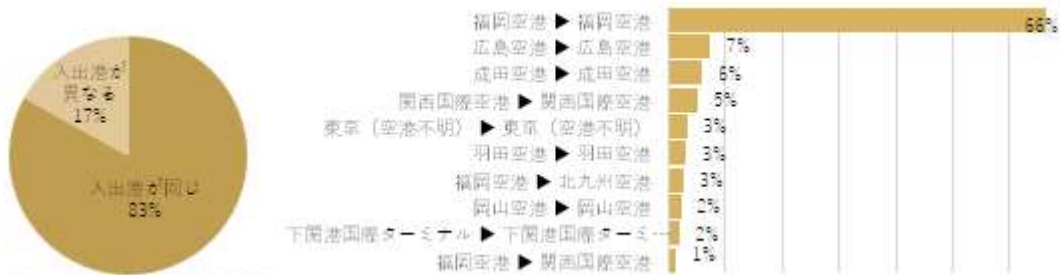 入出港が
異なる
17%
入出港が同じ
83%
福岡空港 ▶ 福岡空港 66%
広島空港 ▶ 広島空港 7%
成田空港 ▶ 成田空港 6%
関西国際空港 ▶ 関西国際空港 5%
東京（空港不明） ▶ 東京（空港不明） 3%
羽田空港 ▶ 羽田空港 3%
福岡空港 ▶ 北九州空港 3%
岡山空港 ▶ 岡山空港 2%
下関港国際ターミナル ▶ 下関港国際ターミ… 2%
福岡空港 ▶ 関西国際空港 1%